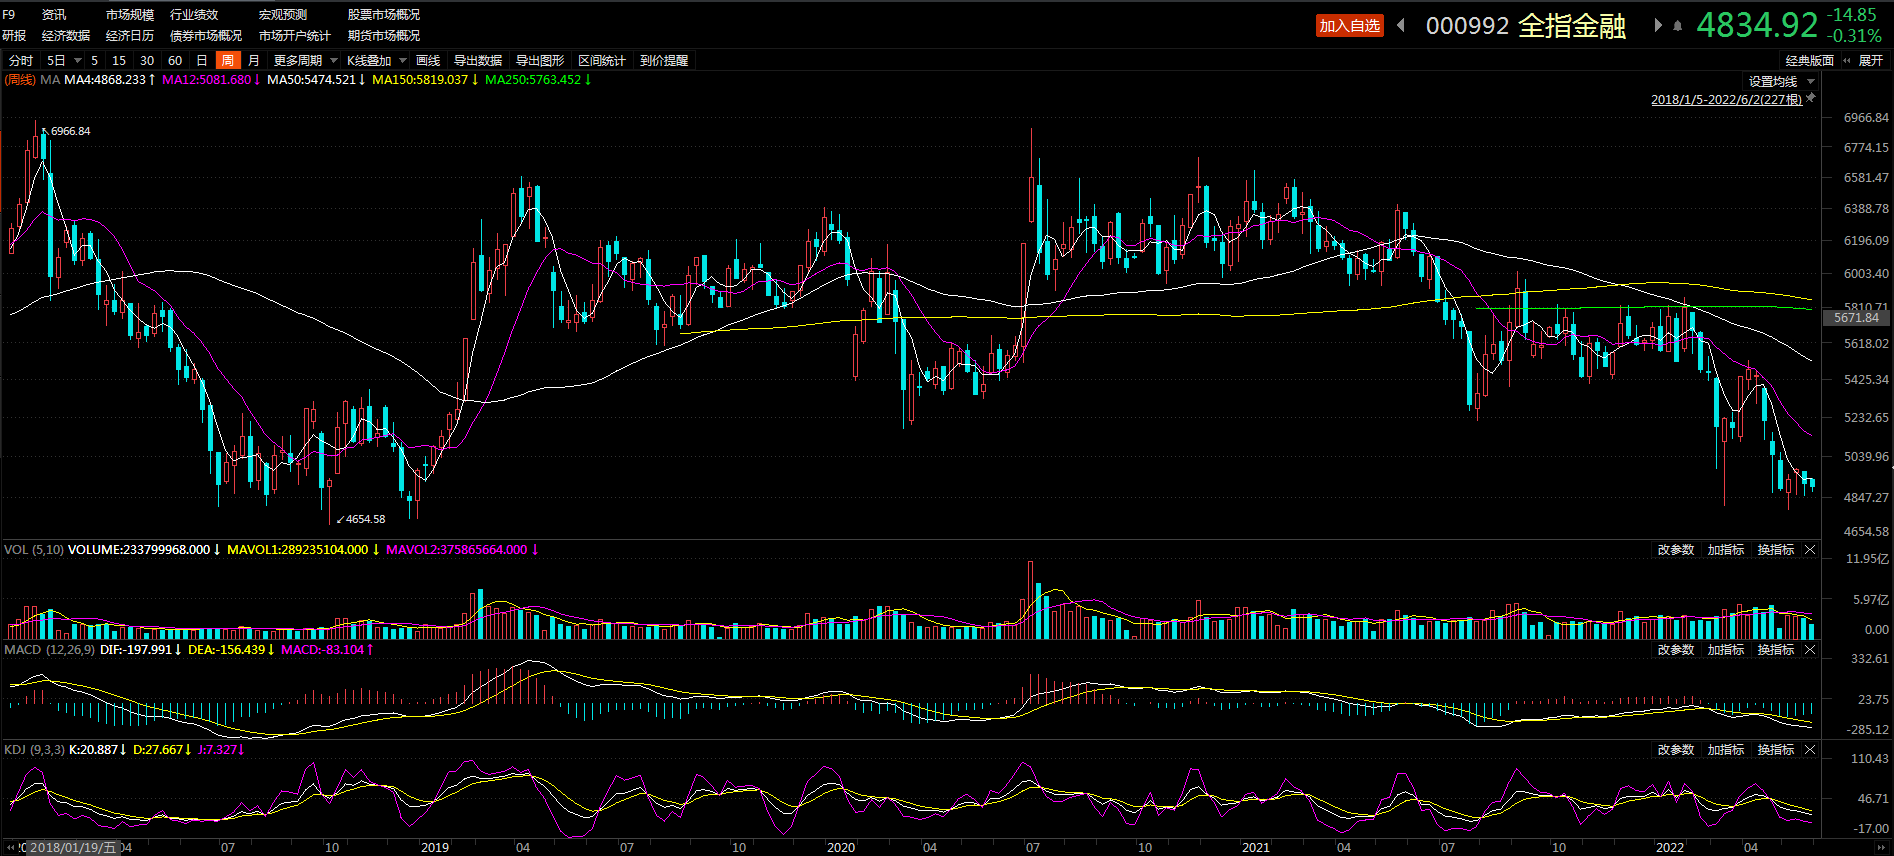 F9 资讯 市场规模 行业绩效 宏观预测 股票市场概况
研报 经济数据 经济日历 债券市场概况 市场开户统计 期货市场概况
加入自选 000992 全指金融 4834.92 -14.85
-0.31%
分时 5日 5 15 30 60 日 周 月 更多周期 K线叠加 画线 导出数据 导出图形 区间统计 到价提醒 经典版面 展开
(周线) MA MA4:4868.233↑ MA12:5081.680↓ MA50:5474.521↓ MA150:5819.037↓ MA250:5763.452↓ 设置均线
2018/1/5-2022/6/2(227根)
6966.84
6966.84
6774.15
6581.47
6388.78
6196.09
6003.40
5810.71
5671.84
5618.02
5425.34
5232.65
5039.96
4847.27
4654.58
4654.58
VOL (5,10) VOLUME:233799968.000↓ MAVOL1:289235104.000↓ MAVOL2:375865664.000↓ 改参数 加指标 换指标
11.95亿
5.97亿
0.00
MACD (12,26,9) DIF:-197.991↓ DEA:-156.439↓ MACD:-83.104↑ 改参数 加指标 换指标
332.61
23.75
-285.12
KDJ (9,3,3) K:20.887↓ D:27.667↓ J:7.327↓ 改参数 加指标 换指标
110.43
46.71
-17.00
2018/01/19/五 04 07 10 2019 04 07 10 2020 04 07 10 2021 04 07 10 2022 04